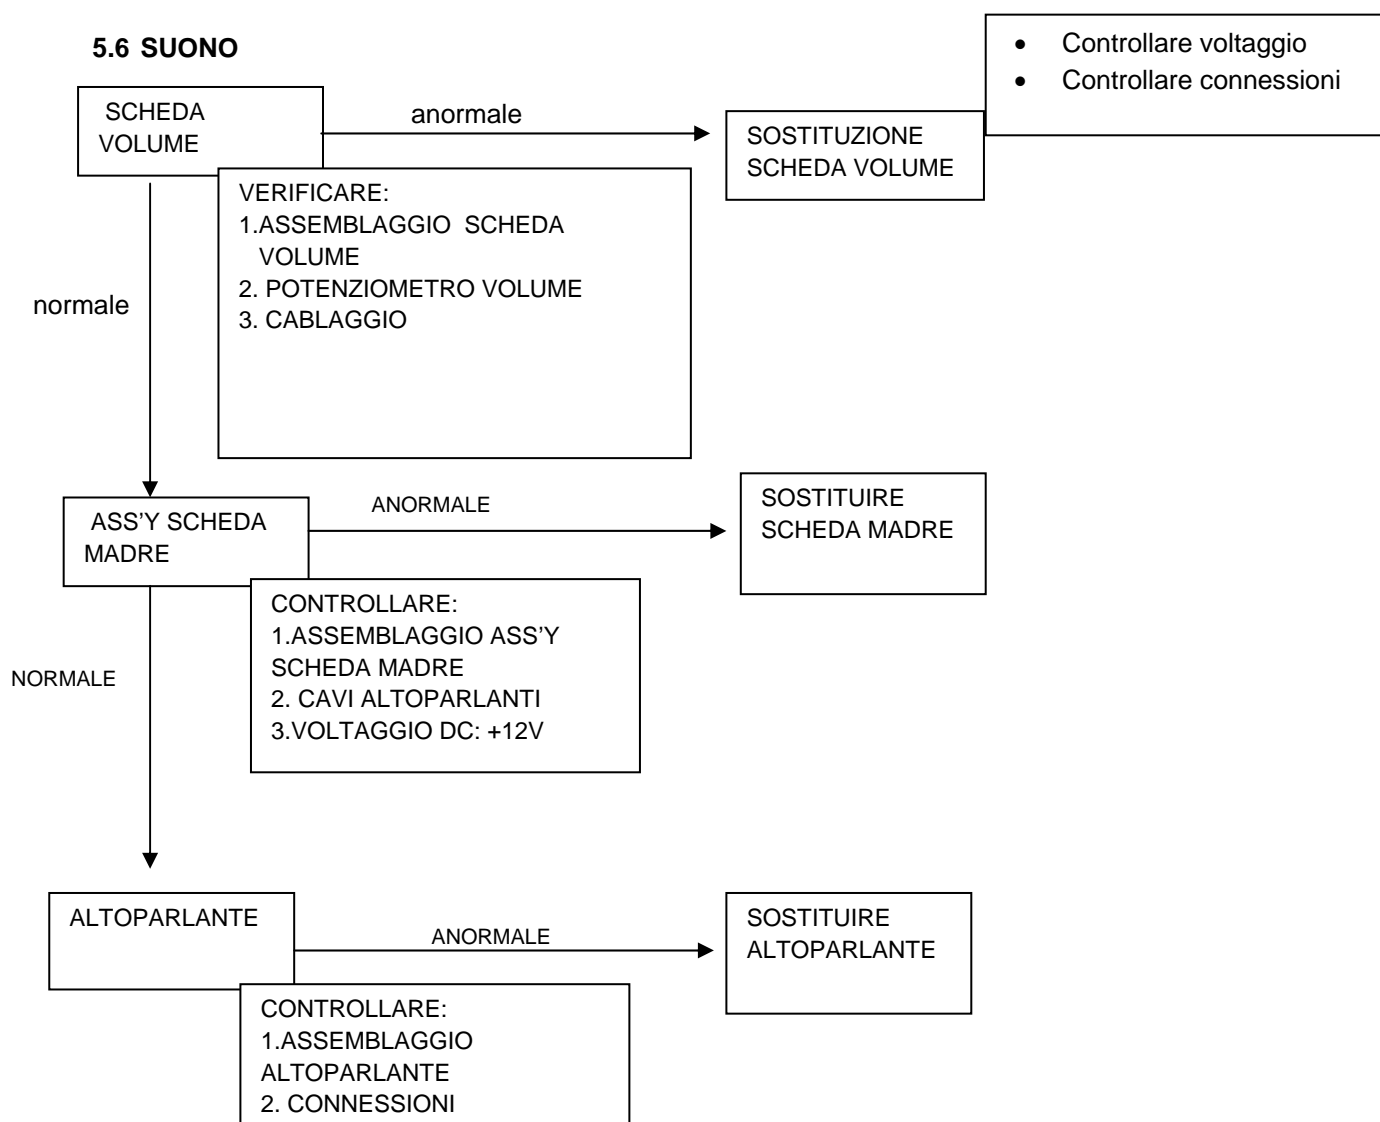 5.6 SUONO
• Controllare voltaggio
• Controllare connessioni
SCHEDA
VOLUME
anormale
SOSTITUZIONE
SCHEDA VOLUME
VERIFICARE:
1.ASSEMBLAGGIO SCHEDA
VOLUME
2. POTENZIOMETRO VOLUME
3. CABLAGGIO
normale
ASS'Y SCHEDA
MADRE
ANORMALE
SOSTITUIRE
SCHEDA MADRE
CONTROLLARE:
1.ASSEMBLAGGIO ASS'Y
SCHEDA MADRE
2. CAVI ALTOPARLANTI
3.VOLTAGGIO DC: +12V
NORMALE
ALTOPARLANTE
ANORMALE
SOSTITUIRE
ALTOPARLANTE
CONTROLLARE:
1.ASSEMBLAGGIO
ALTOPARLANTE
2. CONNESSIONI